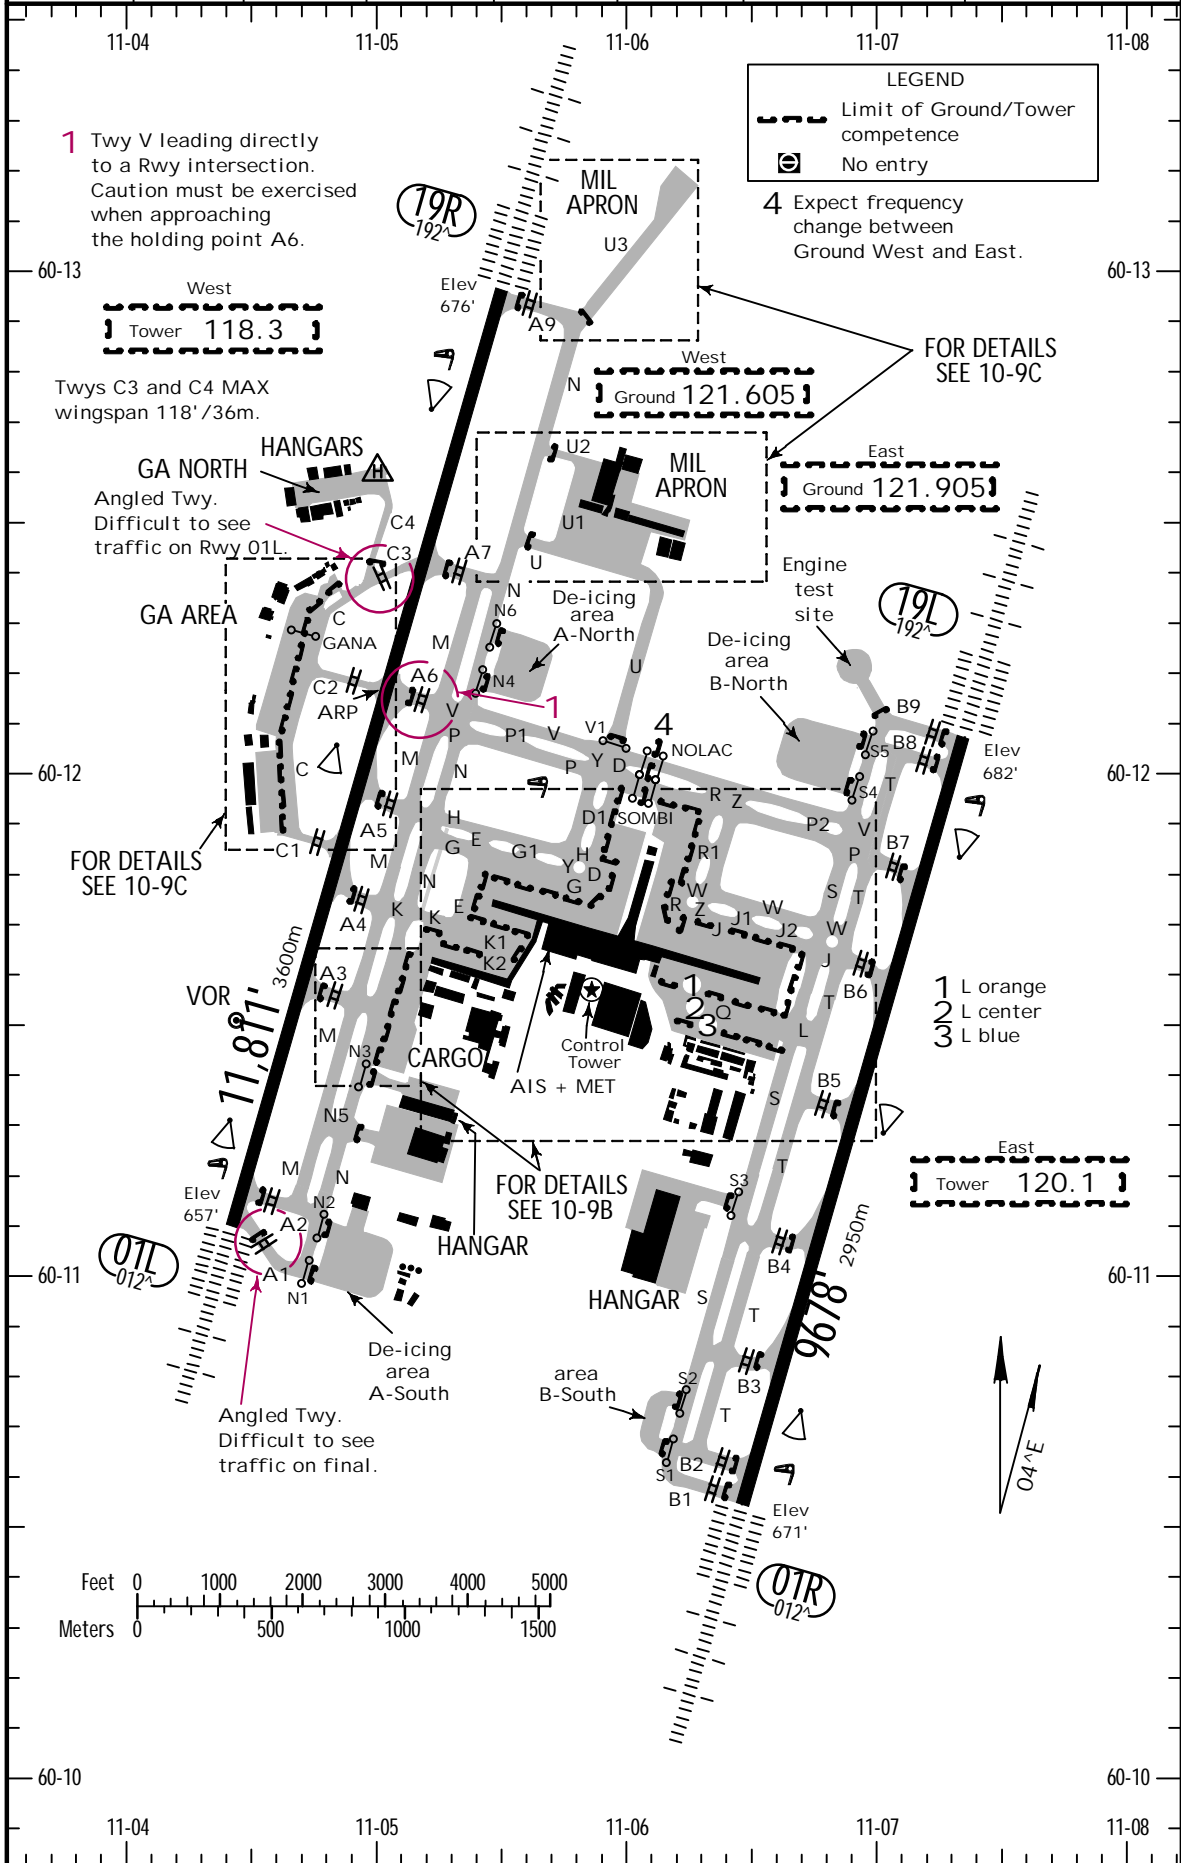 11-04
11-05
11-06
11-07
11-08
LEGEND
Limit of Ground/Tower
competence
No entry
1 Twy V leading directly
to a Rwy intersection.
Caution must be exercised
when approaching
the holding point A6.
4 Expect frequency
change between
Ground West and East.
MIL
APRON
U3
19R
192^
60-13
60-13
Elev
676'
A9
West
Tower 118.3
West
Ground 121.605
FOR DETAILS
SEE 10-9C
N
Twys C3 and C4 MAX
wingspan 118'/36m.
HANGARS
H
GA NORTH
Angled Twy.
Difficult to see
traffic on Rwy 01L.
C4
C3
U2
MIL
APRON
U1
U
East
Ground 121.905
A7
N
N6
De-icing
area
A-North
Engine
test
site
19L
192^
GA AREA
C
GANA
M
C2
ARP
A6
N4
U
De-icing
area
B-North
V
P
P1
V
1
V1
4
NOLAC
B9
B8
S5
Elev
682'
60-12
60-12
M
N
P
Y
D
C
A5
H
E
G
G1
D1
SOMBI
R
Z
S4
T
P2
V
P
B7
C1
M
FOR DETAILS
SEE 10-9C
N
H
Y
D
G
R1
W
R
Z
J
J1
W
J2
S
T
W
A4
K
K
E
K1
K2
J
B6
T
3600m
A3
VOR
11,811'
M
N3
CARGO
Control
Tower
AIS + MET
1
2
3
Q
L
1 L orange
2 L center
3 L blue
B5
S
N5
T
M
N
FOR DETAILS
SEE 10-9B
HANGAR
S3
East
Tower 120.1
Elev
657'
A2
N2
A1
N1
01L
012^
60-11
60-11
B4
2950m
9678'
HANGAR
S
T
De-icing
area
A-South
area
B-South
S2
B3
T
Angled Twy.
Difficult to see
traffic on final.
S1
B2
B1
Elev
671'
04^E
01R
012^
Feet 0 1000 2000 3000 4000 5000
Meters 0 500 1000 1500
60-10
60-10
11-04
11-05
11-06
11-07
11-08